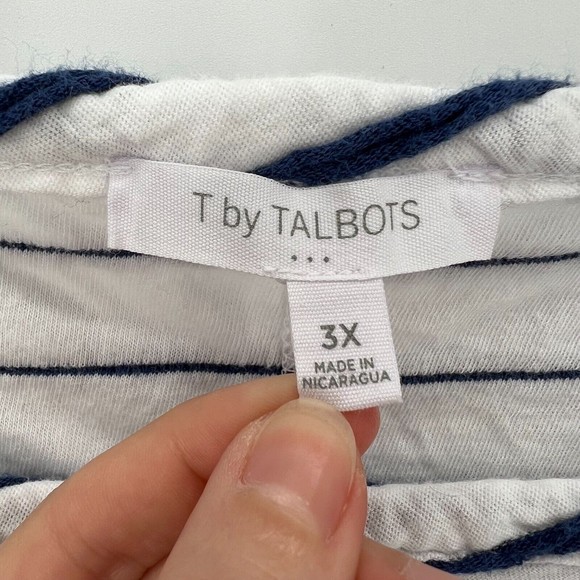 T by TALBOTS
...
3X
MADE IN
NICARAGUA